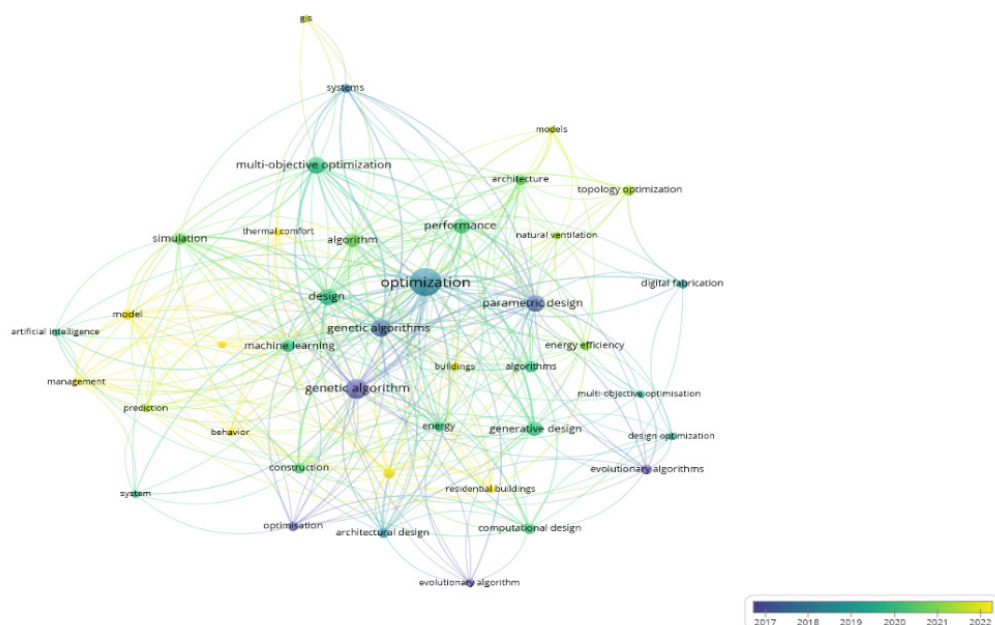 gis
systems
models
multi-objective optimization
architecture
topology optimization
performance
thermal comfort
natural ventilation
simulation
algorithm
optimization
digital fabrication
design
parametric design
model
genetic algorithms
artificial intelligence
machine learning
energy efficiency
buildings
algorithms
management
genetic algorithm
multi-objective optimisation
prediction
behavior
energy
generative design
design optimization
construction
evolutionary algorithms
residential buildings
system
optimisation
architectural design
computational design
evolutionary algorithm
2017 2018 2019 2020 2021 2022